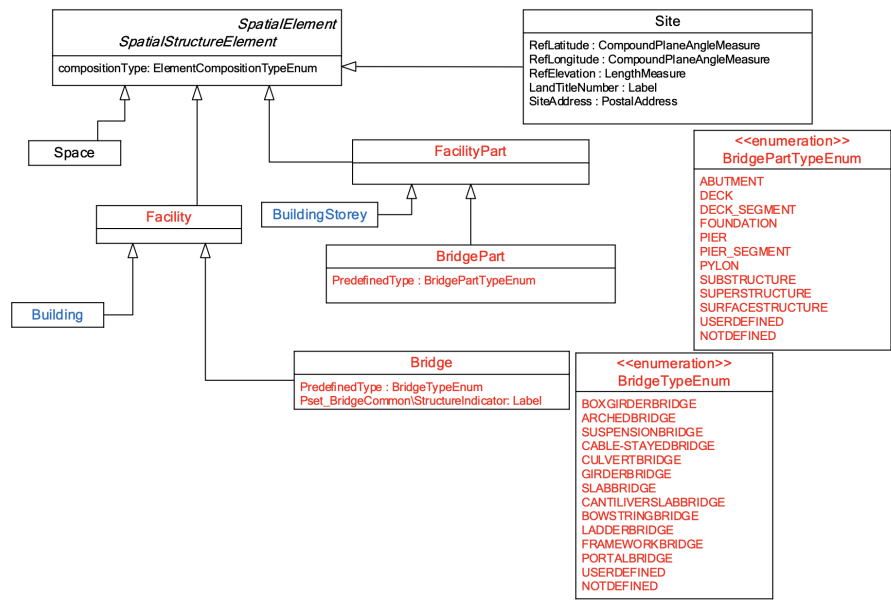 SpatialElement
SpatialStructureElement
compositionType: ElementCompositionTypeEnum
Site
RefLatitude : CompoundPlaneAngleMeasure
RefLongitude : CompoundPlaneAngleMeasure
RefElevation : LengthMeasure
LandTitleNumber : Label
SiteAddress : PostalAddress
Space
FacilityPart
<<enumeration>>
BridgePartTypeEnum
ABUTMENT
DECK
DECK_SEGMENT
FOUNDATION
PIER
PIER_SEGMENT
PYLON
SUBSTRUCTURE
SUPERSTRUCTURE
SURFACESTRUCTURE
USERDEFINED
NOTDEFINED
Facility
BuildingStorey
BridgePart
PredefinedType : BridgePartTypeEnum
Building
Bridge
PredefinedType : BridgeTypeEnum
Pset_BridgeCommon\StructureIndicator: Label
<<enumeration>>
BridgeTypeEnum
BOXGIRDERBRIDGE
ARCHEDBRIDGE
SUSPENSIONBRIDGE
CABLE-STAYEDBRIDGE
CULVERTBRIDGE
GIRDERBRIDGE
SLABBRIDGE
CANTILIVERSLABBRIDGE
BOWSTRINGBRIDGE
LADDERBRIDGE
FRAMEWORKBRIDGE
PORTALBRIDGE
USERDEFINED
NOTDEFINED